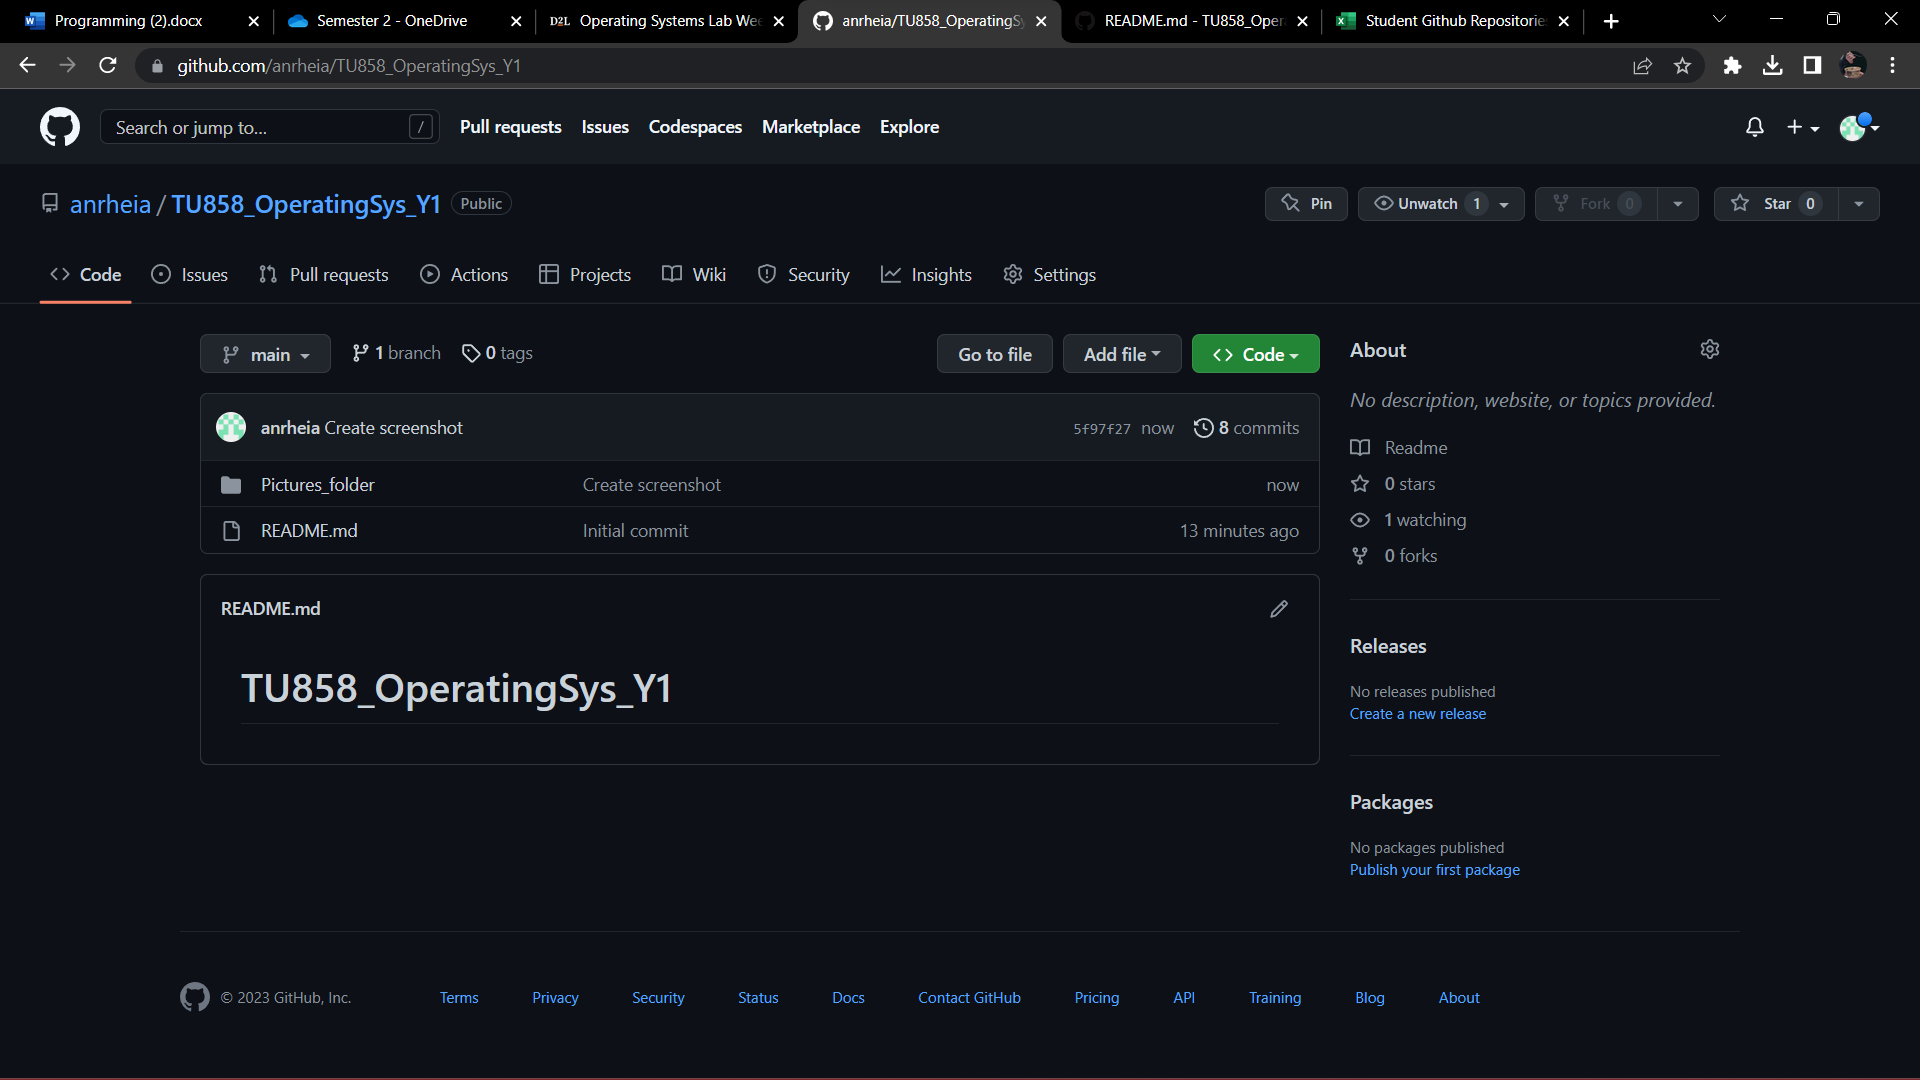 Programming (2).docx
Semester 2 - OneDrive
D2L Operating Systems Lab Wee
anrheia/TU858_OperatingSy
README.md - TU858_Oper
Student Github Repositorie
github.com/anrheia/TU858_OperatingSys_Y1
Search or jump to... /
Pull requests Issues Codespaces Marketplace Explore
anrheia / TU858_OperatingSys_Y1 Public
Pin Unwatch 1 Fork 0 Star 0
Code Issues Pull requests Actions Projects Wiki Security Insights Settings
main 1 branch 0 tags Go to file Add file Code
anrheia Create screenshot 5f97f27 now 8 commits
Pictures_folder Create screenshot now
README.md Initial commit 13 minutes ago
README.md
TU858_OperatingSys_Y1
About
No description, website, or topics provided.
Readme
0 stars
1 watching
0 forks
Releases
No releases published
Create a new release
Packages
No packages published
Publish your first package
© 2023 GitHub, Inc. Terms Privacy Security Status Docs Contact GitHub Pricing API Training Blog About